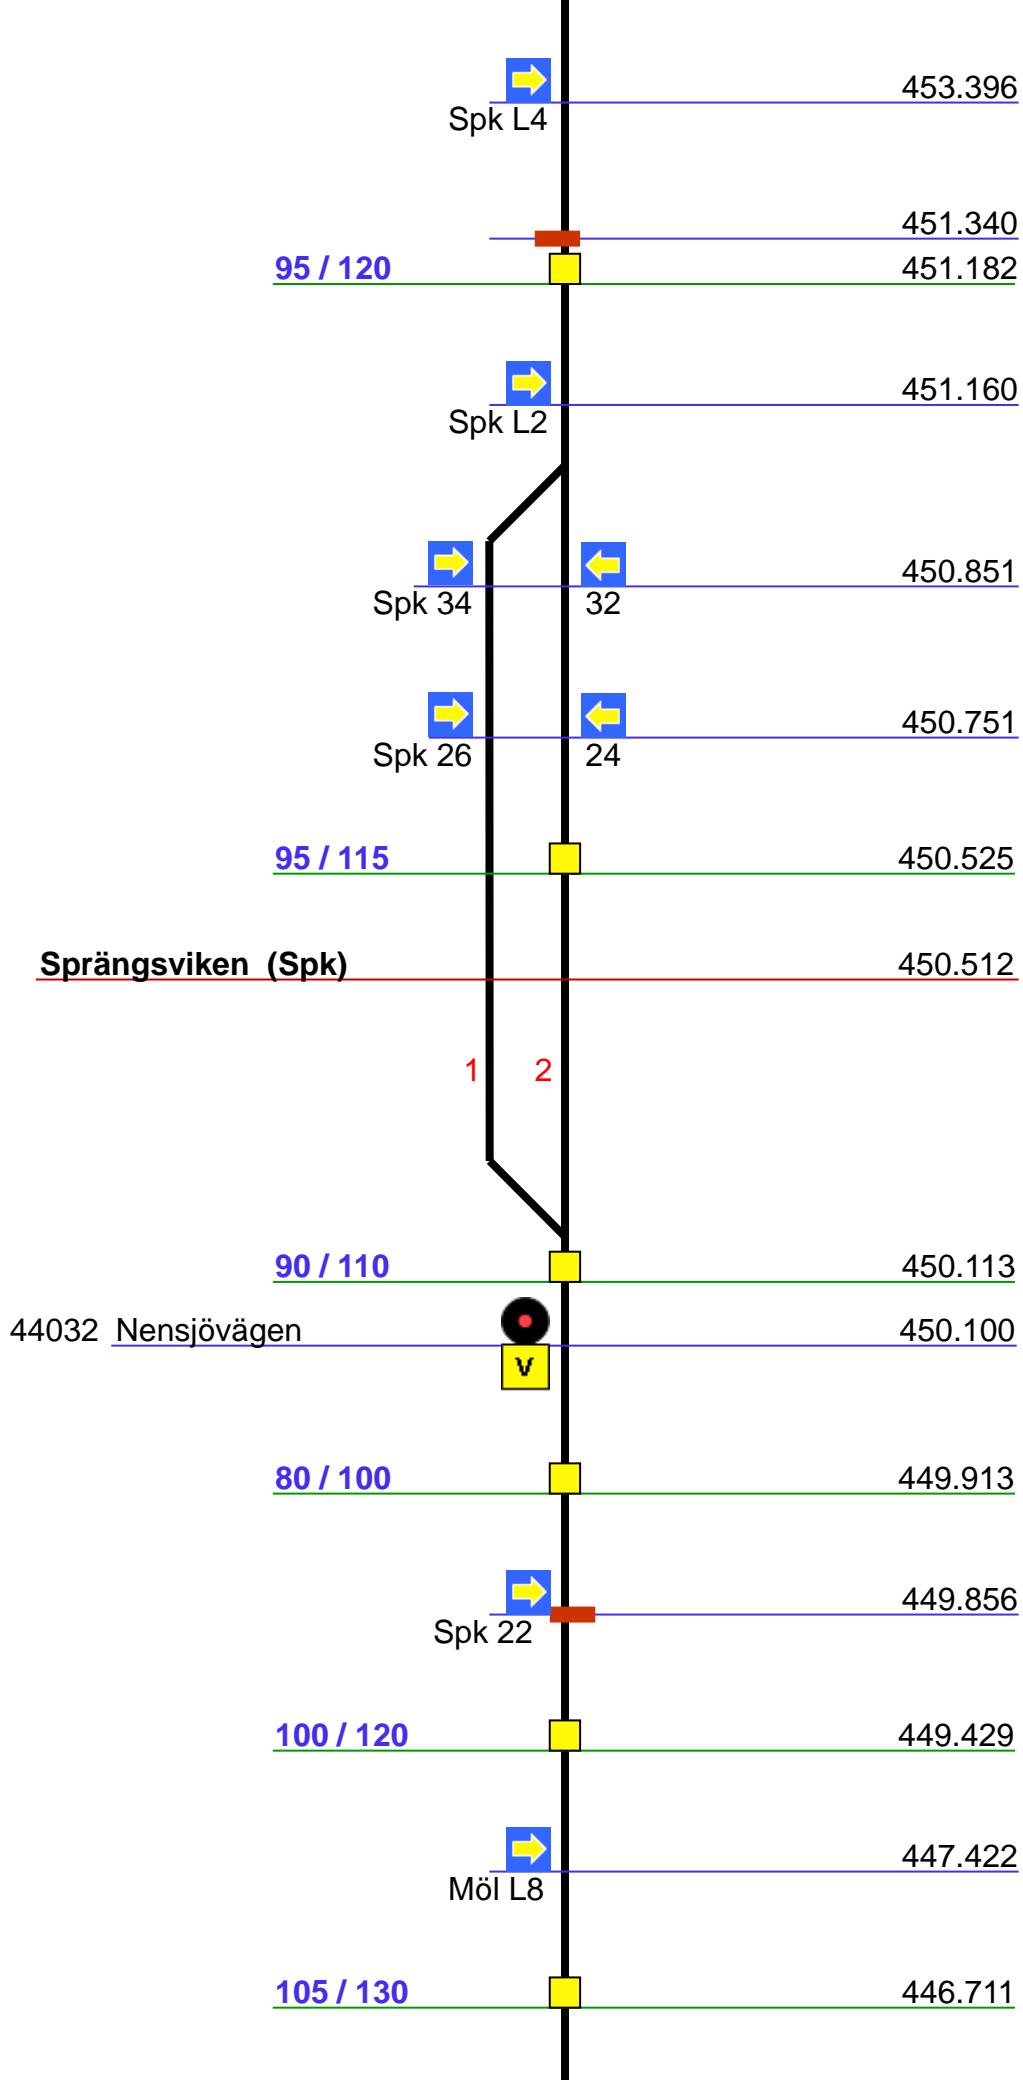 453.396
Spk L4
451.340
95 / 120 451.182
451.160
Spk L2
450.851
Spk 34 32
450.751
Spk 26 24
95 / 115 450.525
Sprängsviken (Spk) 450.512
1 2
90 / 110 450.113
44032 Nensjövägen 450.100
V
80 / 100 449.913
449.856
Spk 22
100 / 120 449.429
447.422
Möl L8
105 / 130 446.711